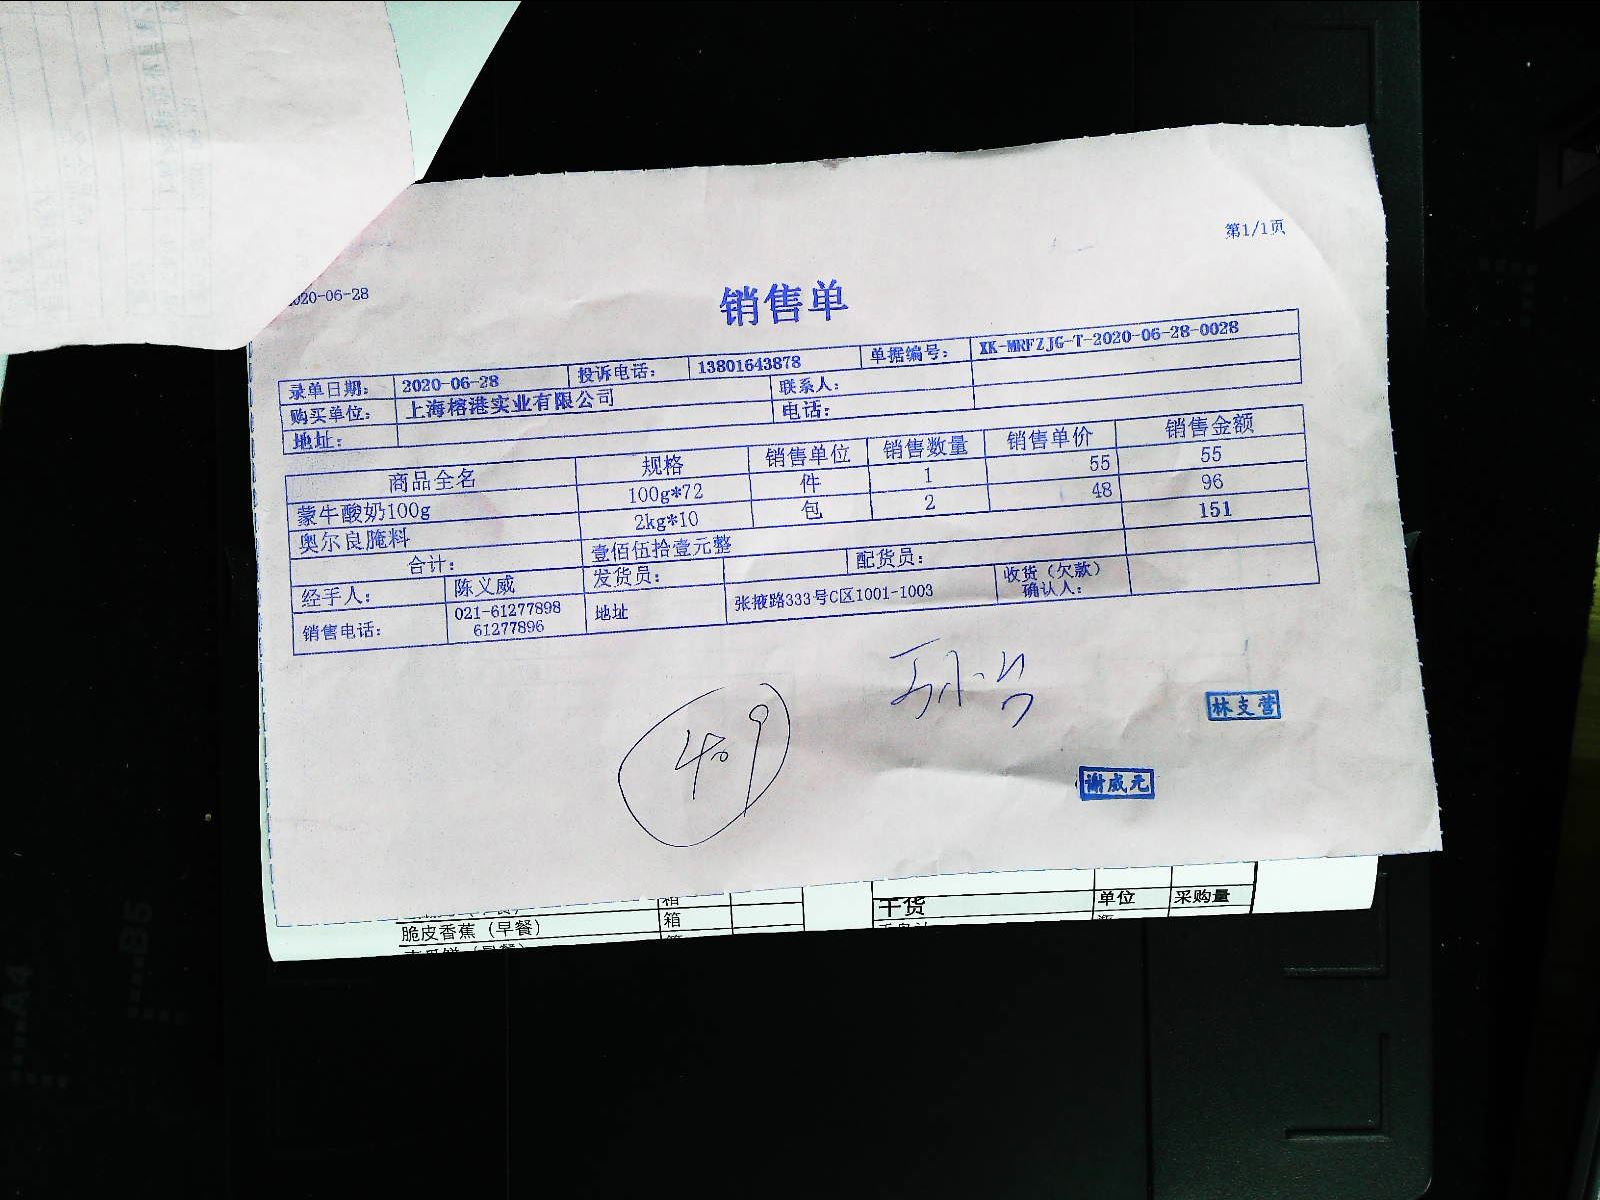 第1/1页
2020-06-28
销售单
录单日期: 2020-06-28 投诉电话: 13801643878 单据编号: XK-MRFZJG-T-2020-06-28-0028
购买单位: 上海榕港实业有限公司 联系人:
地址: 电话:
商品全名 规格 销售单位 销售数量 销售单价 销售金额
蒙牛酸奶100g 100g*72 件 1 55 55
奥尔良腌料 2kg*10 包 2 48 96
合计: 壹佰伍拾壹元整 151
经手人: 陈义威 发货员: 配货员:
销售电话: 021-61277898 61277896 地址 张掖路333号C区1001-1003 收货(欠款)确认人:
林支营
409
谢威元
箱 干货 单位 采购量
脆皮香蕉(早餐) 箱